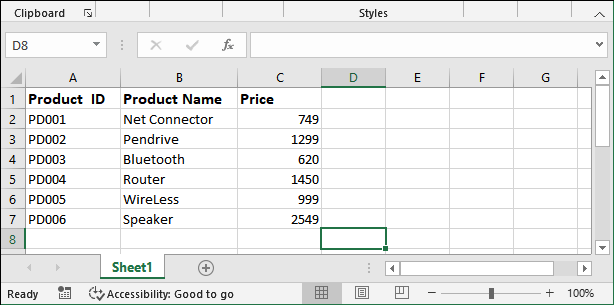 Clipboard Styles
D8 fx
A B C D E F G
1 Product  ID Product Name Price
2 PD001 Net Connector 749
3 PD002 Pendrive 1299
4 PD003 Bluetooth 620
5 PD004 Router 1450
6 PD005 WireLess 999
7 PD006 Speaker 2549
8
Sheet1
Ready Accessibility: Good to go 100%